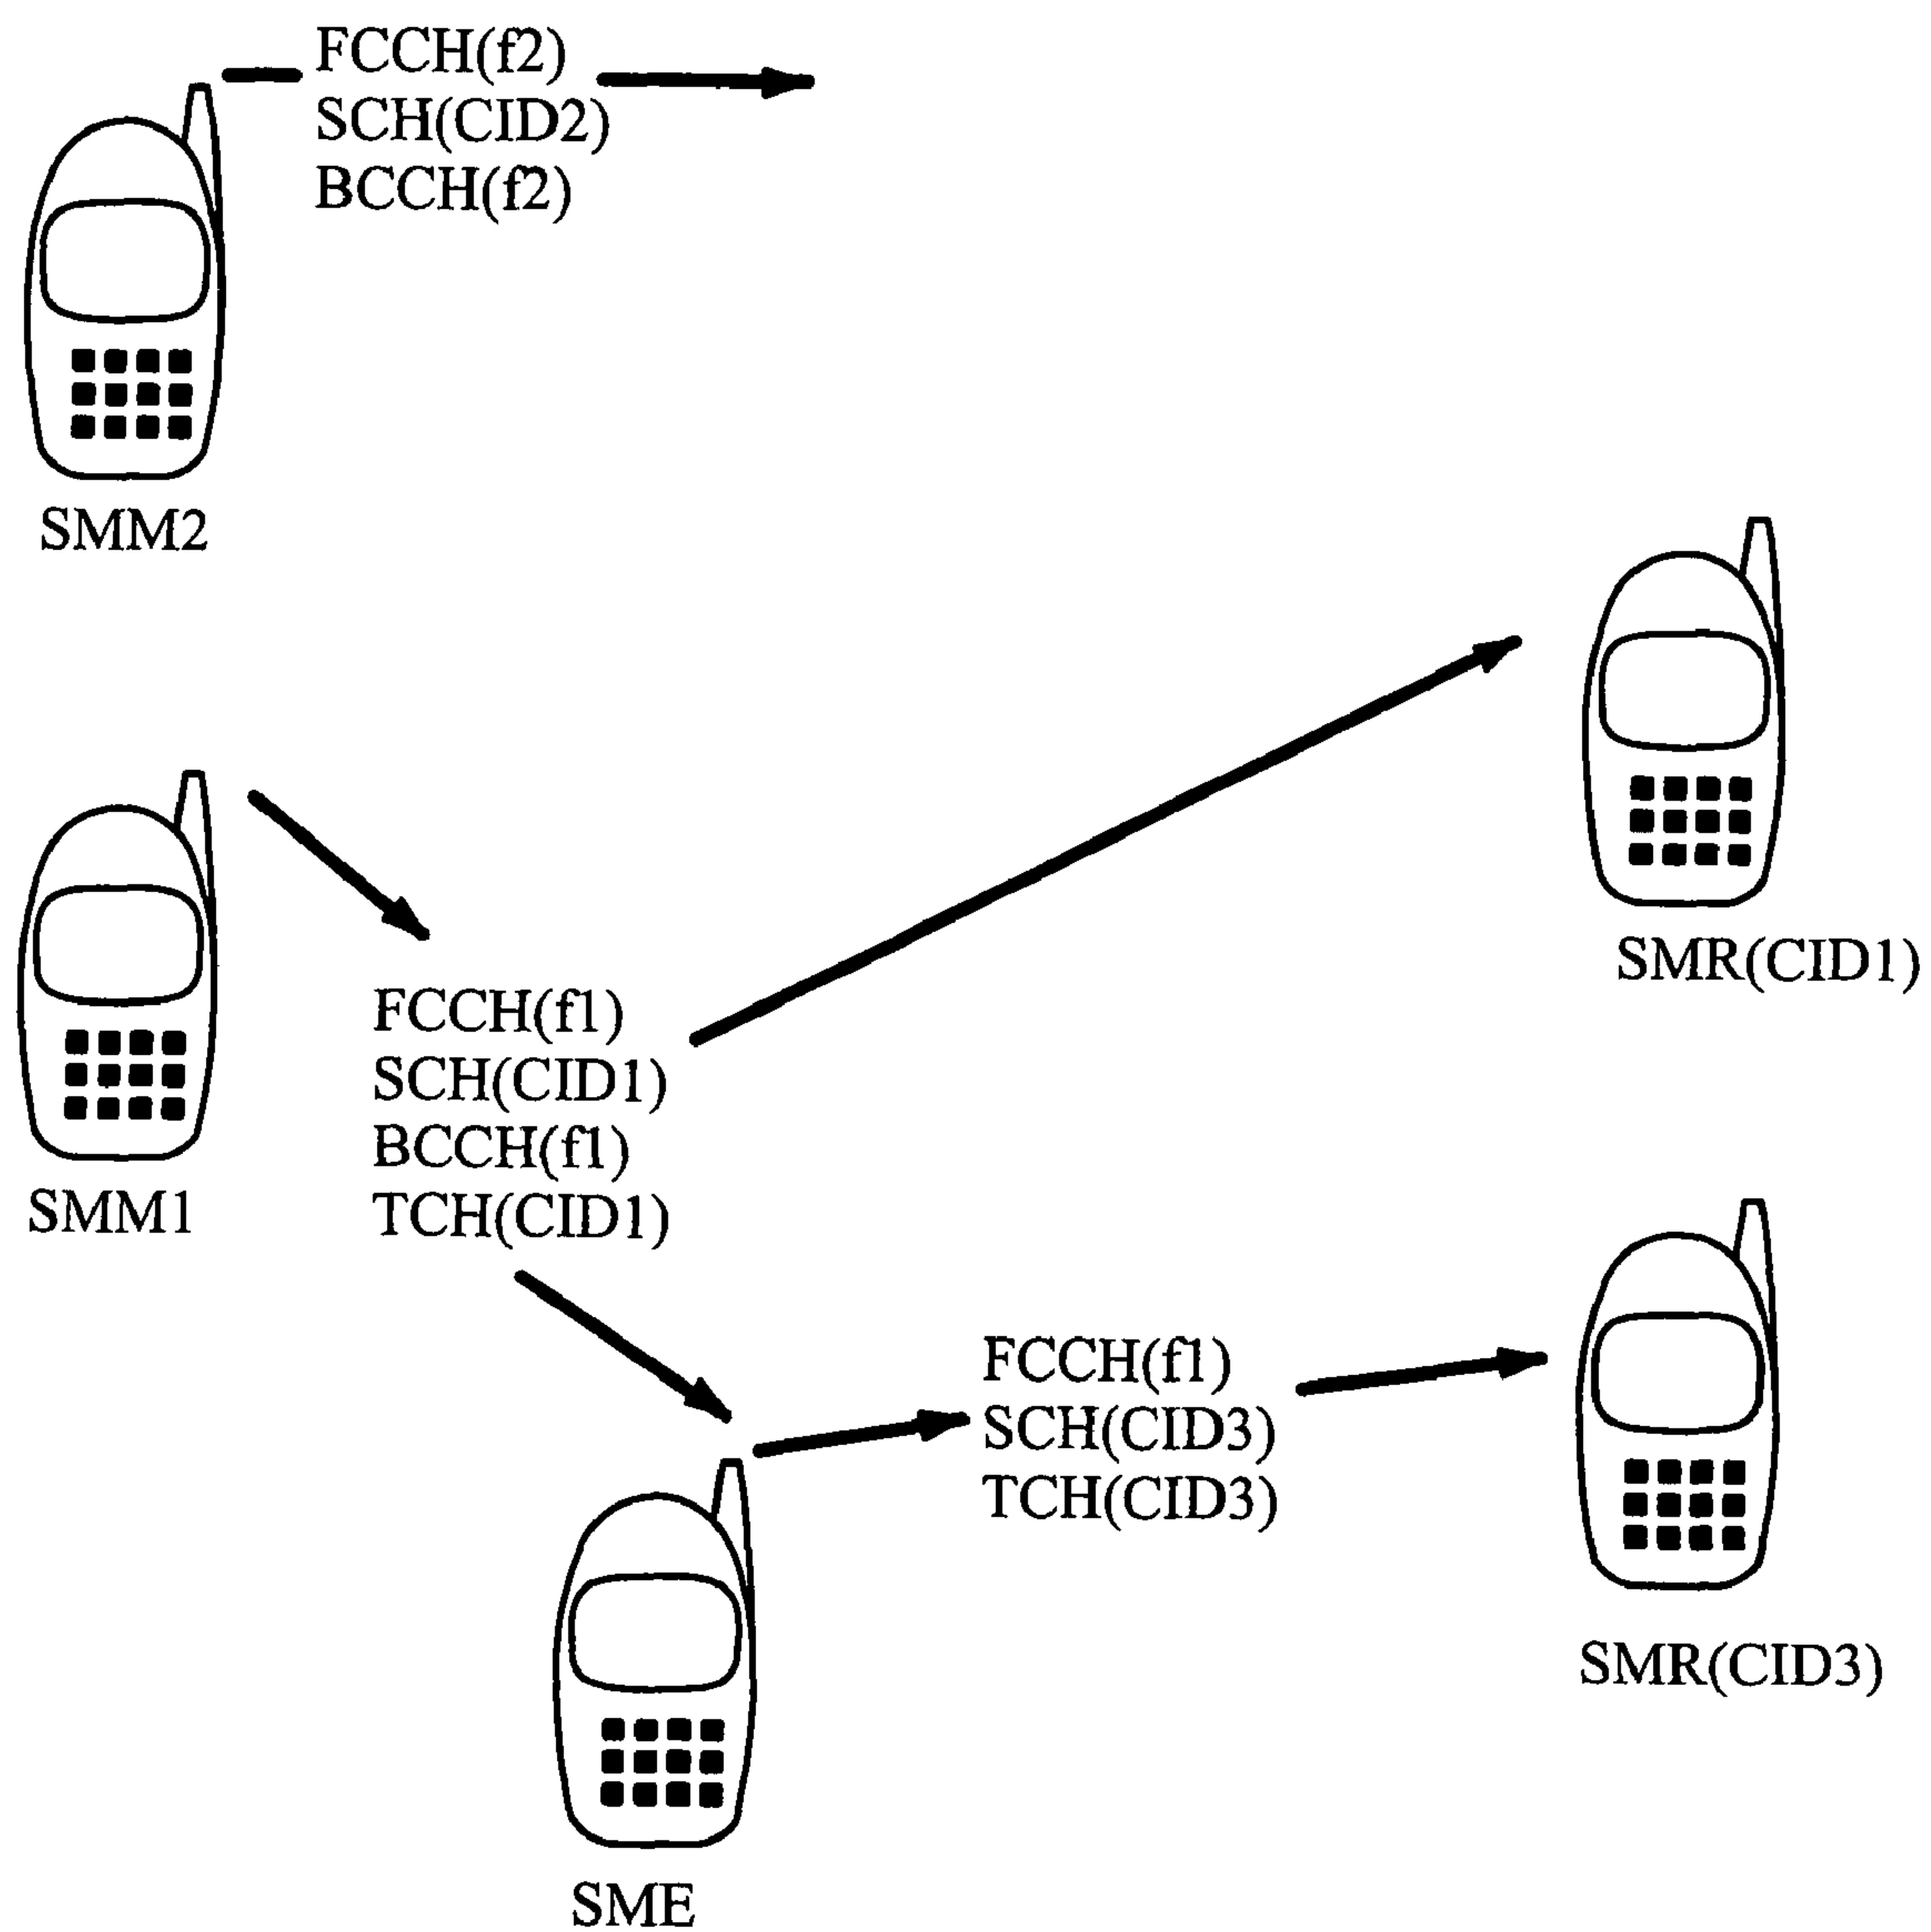 FCCH(f2)
SCH(CID2)
BCCH(f2)
SMM2
SMR(CID1)
FCCH(f1)
SCH(CID1)
BCCH(f1)
TCH(CID1)
SMM1
FCCH(f1)
SCH(CID3)
TCH(CID3)
SMR(CID3)
SME